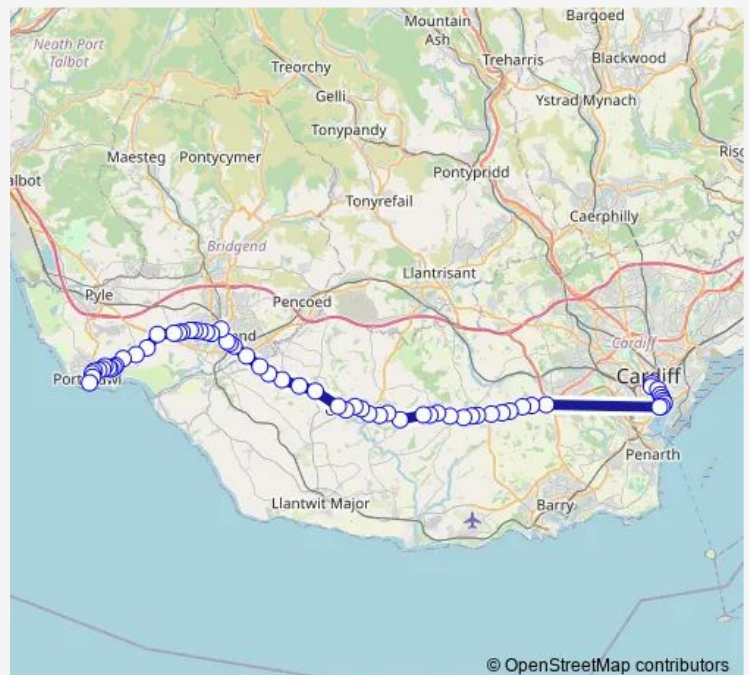 Mountain
Ash
Bargoed
Neath Port
Talbot
Treorchy
Treharris
Blackwood
Gelli
Ystrad Mynach
Tonypandy
Maesteg
Pontycymer
Pontypridd
Tonyrefail
Caerphilly
Bridgend
Llantrisant
Pyle
Pencoed
Cardiff
Cardiff
Penarth
Llantwit Major
Barry
© OpenStreetMap contributors